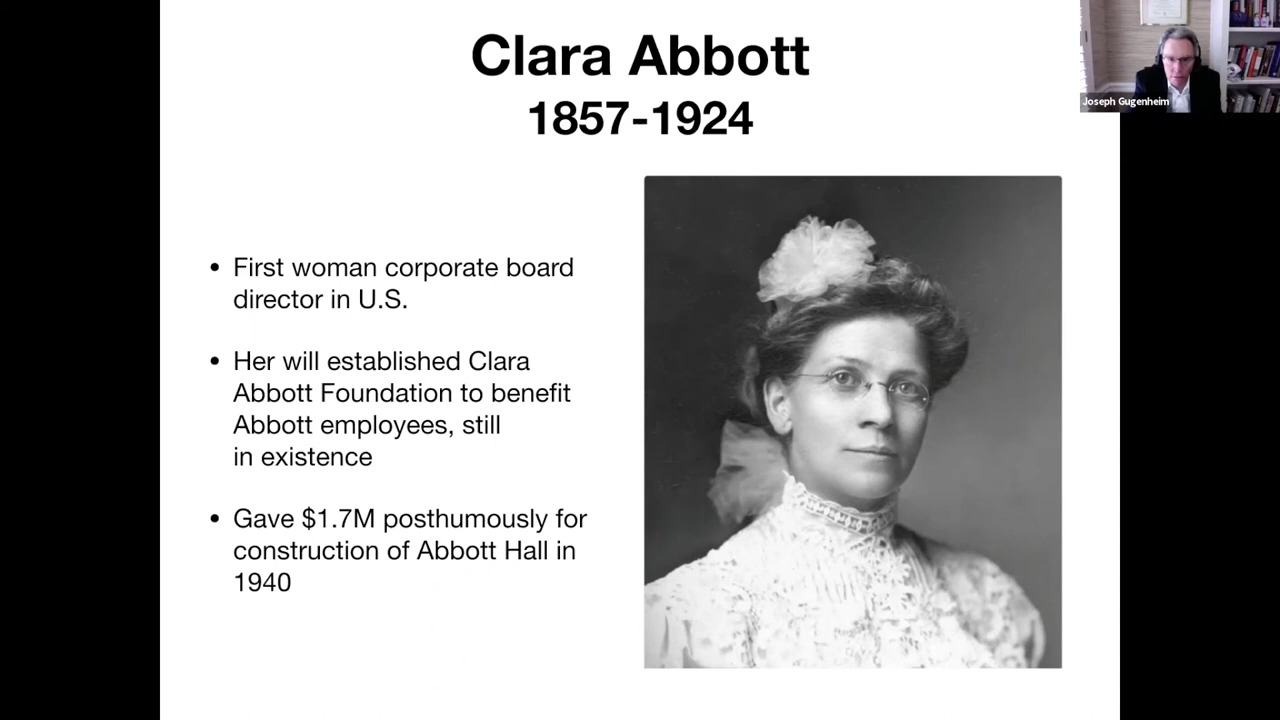 Clara Abbott
1857-1924
Joseph Gugenheim
• First woman corporate board
director in U.S.
• Her will established Clara
Abbott Foundation to benefit
Abbott employees, still
in existence
• Gave $1.7M posthumously for
construction of Abbott Hall in
1940